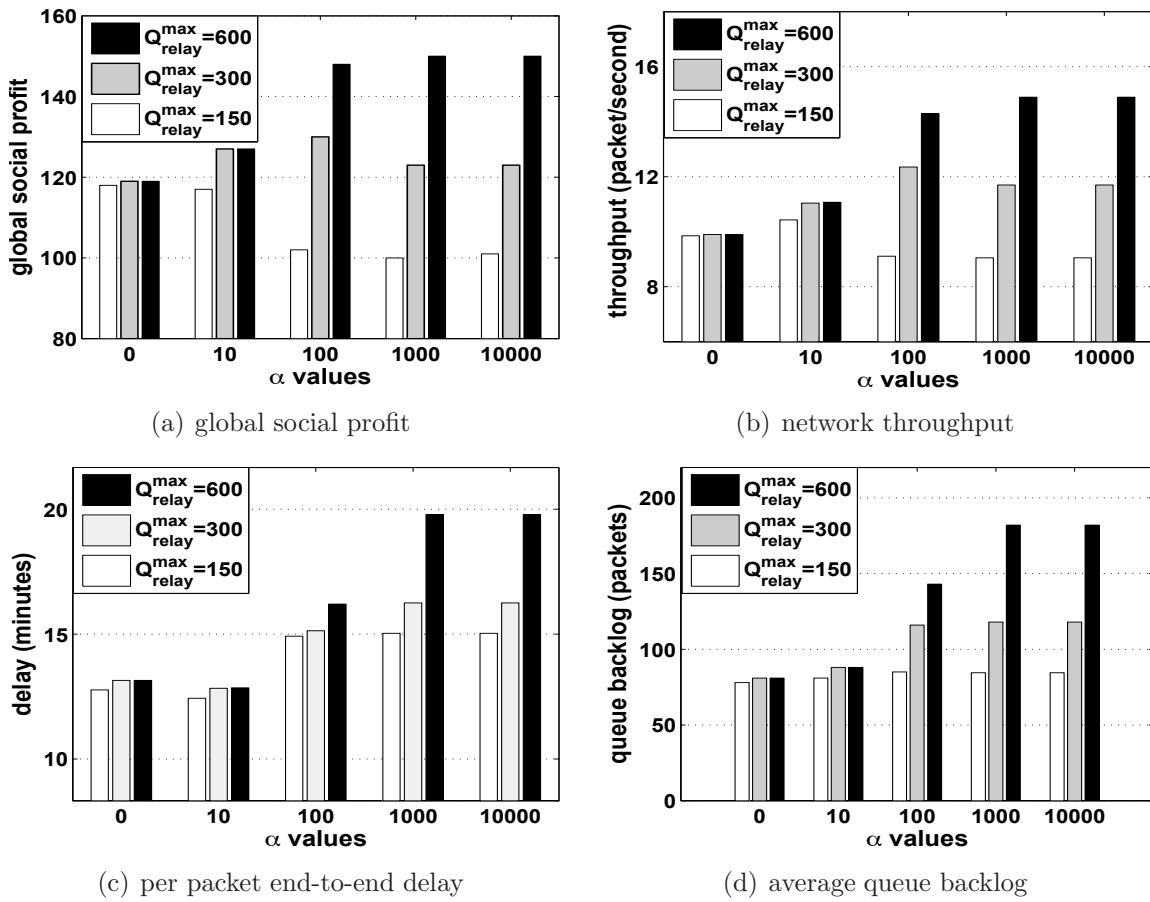 160
140
120
100
80
global social profit
Q^max_relay=600
Q^max_relay=300
Q^max_relay=150
0 10 100 1000 10000
α values
(a) global social profit
16
12
8
throughput (packet/second)
Q^max_relay=600
Q^max_relay=300
Q^max_relay=150
0 10 100 1000 10000
α values
(b) network throughput
20
15
10
delay (minutes)
Q^max_relay=600
Q^max_relay=300
Q^max_relay=150
0 10 100 1000 10000
α values
(c) per packet end-to-end delay
200
150
100
50
0
queue backlog (packets)
Q^max_relay=600
Q^max_relay=300
Q^max_relay=150
0 10 100 1000 10000
α values
(d) average queue backlog